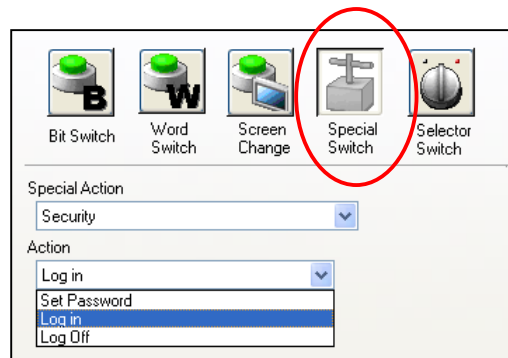 B
W
Bit Switch
Word Switch
Screen Change
Special Switch
Selector Switch
Special Action
Security
Action
Log in
Set Password
Log in
Log Off